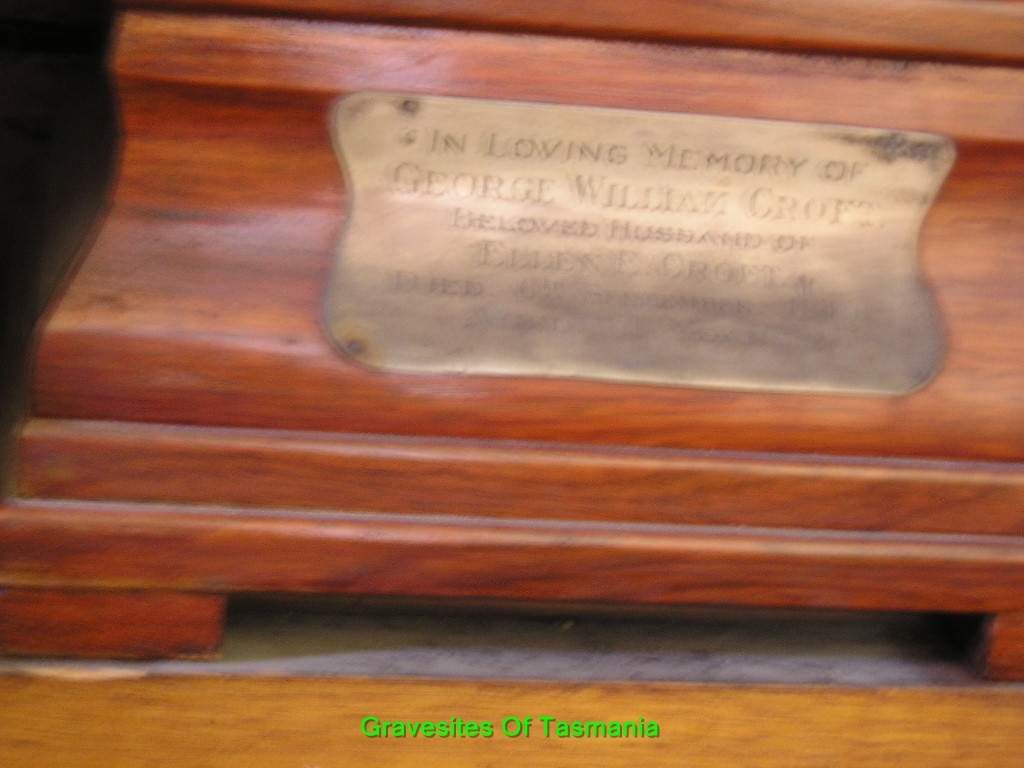 IN LOVING MEMORY OF
GEORGE WILLIAM CROFT
BELOVED HUSBAND OF
ELLEN E. CROFT
DIED
Gravesites Of Tasmania